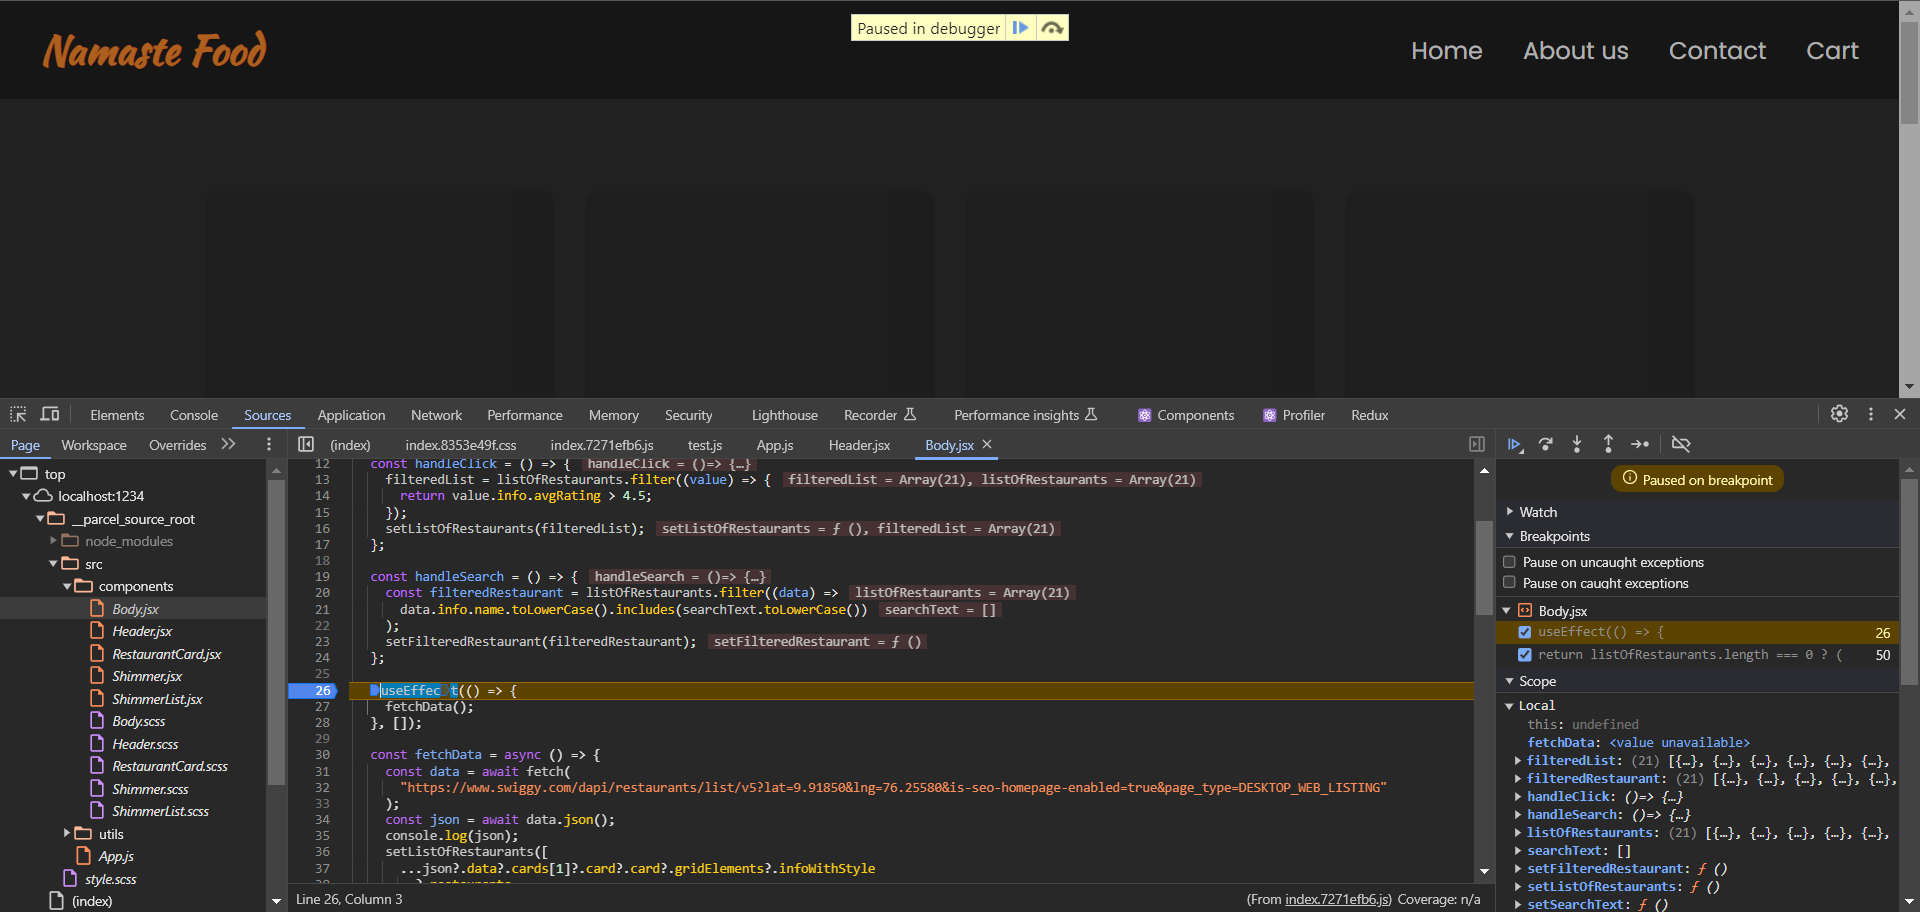 Namaste Food
Paused in debugger
Home About us Contact Cart
Elements Console Sources Application Network Performance Memory Security Lighthouse Recorder Performance insights Components Profiler Redux
Page Workspace Overrides
(index) index.8353e49f.css index.7271efb6.js test.js App.js Header.jsx Body.jsx
top
localhost:1234
__parcel_source_root
node_modules
src
components
Body.jsx
Header.jsx
RestaurantCard.jsx
Shimmer.jsx
ShimmerList.jsx
Body.scss
Header.scss
RestaurantCard.scss
Shimmer.scss
ShimmerList.scss
utils
App.js
style.scss
(index)
12 const handleClick = () => { handleClick = ()=> {…}
13 filteredList = listOfRestaurants.filter((value) => { filteredList = Array(21), listOfRestaurants = Array(21)
14 return value.info.avgRating > 4.5;
15 });
16 setListOfRestaurants(filteredList); setListOfRestaurants = ƒ (), filteredList = Array(21)
17 };
18
19 const handleSearch = () => { handleSearch = ()=> {…}
20 const filteredRestaurant = listOfRestaurants.filter((data) => listOfRestaurants = Array(21)
21 data.info.name.toLowerCase().includes(searchText.toLowerCase()) searchText = []
22 );
23 setFilteredRestaurant(filteredRestaurant); setFilteredRestaurant = ƒ ()
24 };
25
26 useEffect(() => {
27 fetchData();
28 }, []);
29
30 const fetchData = async () => {
31 const data = await fetch(
32 "https://www.swiggy.com/dapi/restaurants/list/v5?lat=9.91850&lng=76.25580&is-seo-homepage-enabled=true&page_type=DESKTOP_WEB_LISTING"
33 );
34 const json = await data.json();
35 console.log(json);
36 setListOfRestaurants([
37 ...json?.data?.cards[1]?.card?.card?.gridElements?.infoWithStyle
Line 26, Column 3
(From index.7271efb6.js) Coverage: n/a
Paused on breakpoint
Watch
Breakpoints
Pause on uncaught exceptions
Pause on caught exceptions
Body.jsx
useEffect(() => { 26
return listOfRestaurants.length === 0 ? ( 50
Scope
Local
this: undefined
fetchData: <value unavailable>
filteredList: (21) [{…}, {…}, {…}, {…}, {…},
filteredRestaurant: (21) [{…}, {…}, {…}, {…},
handleClick: ()=> {…}
handleSearch: ()=> {…}
listOfRestaurants: (21) [{…}, {…}, {…}, {…},
searchText: []
setFilteredRestaurant: ƒ ()
setListOfRestaurants: ƒ ()
setSearchText: ƒ ()